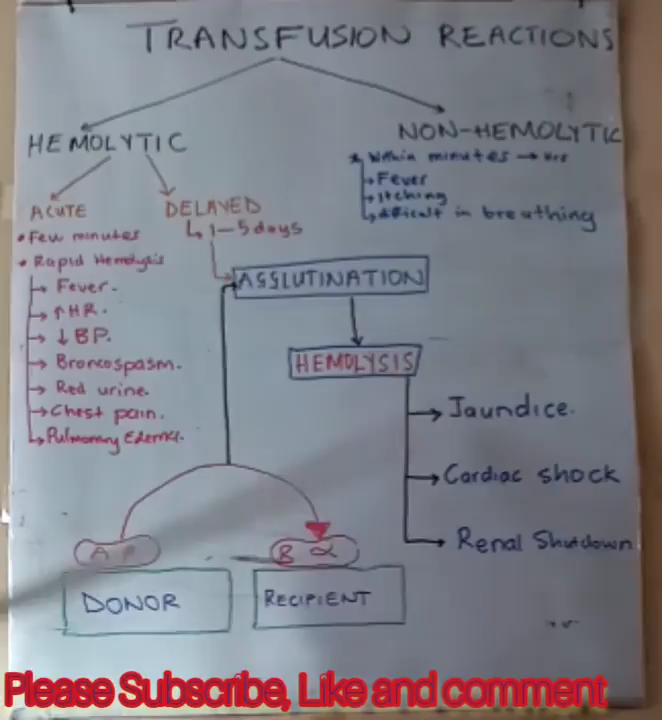 TRANSFUSION REACTIONS
HEMOLYTIC
NON-HEMOLYTIC
Within minutes → Hrs
Fever
Itching
difficult in breathing
ACUTE
Few minutes
Rapid Hemolysis
Fever.
↑ HR.
↓ BP.
Broncospasm.
Red urine.
Chest pain.
Pulmonary Edema.
DELAYED
1-5 days
AGGLUTINATION
HEMOLYSIS
Jaundice.
Cardiac shock
Renal Shutdown
A β
B α
DONOR
RECIPIENT
Please Subscribe, Like and comment